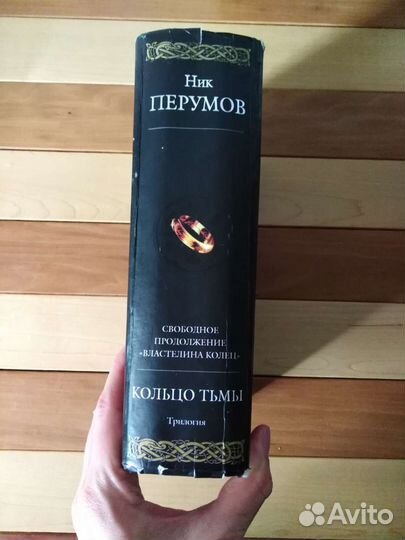 Ник
ПЕРУМОВ
СВОБОДНОЕ
ПРОДОЛЖЕНИЕ
«ВЛАСТЕЛИНА КОЛЕЦ»
КОЛЬЦО ТЬМЫ
Трилогия
Avito